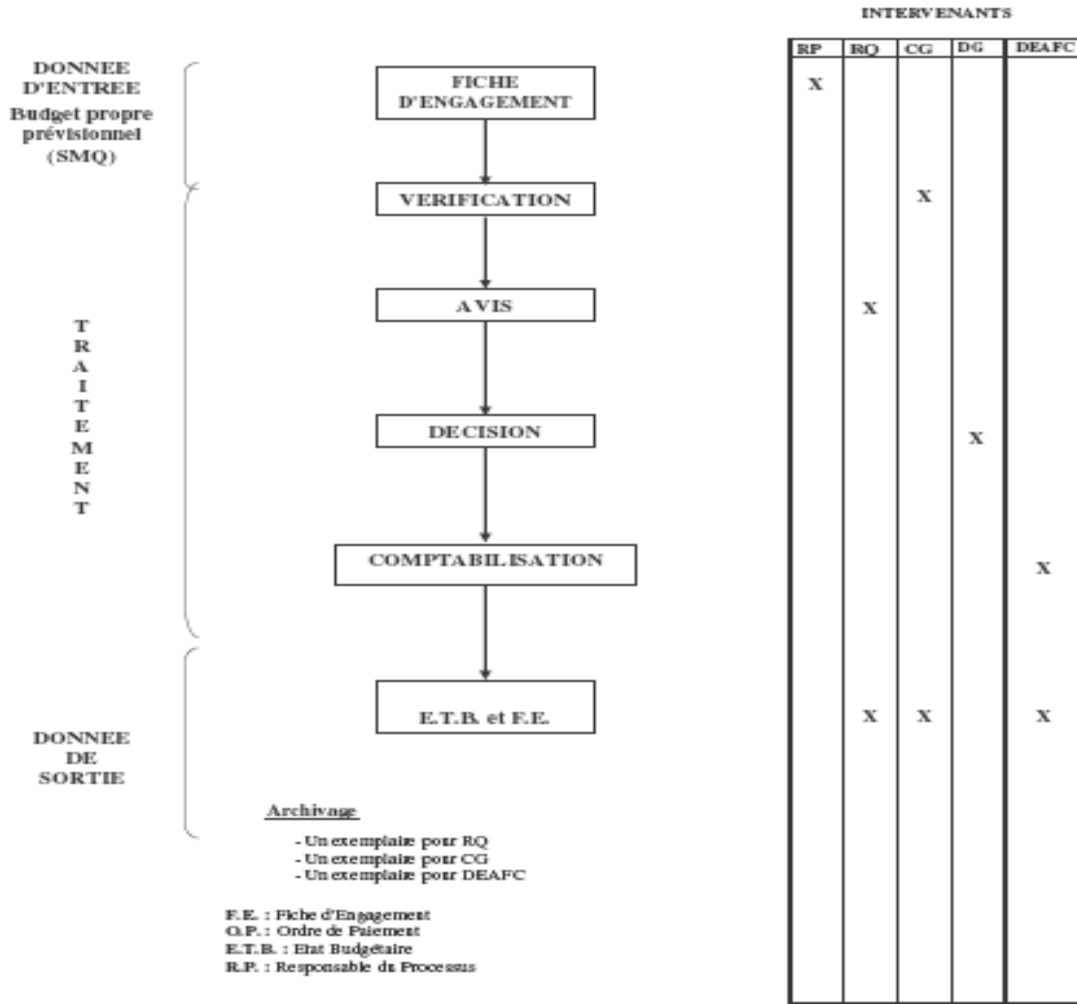 INTERVENANTS
RP RQ CG DG DEAFC
DONNEE
D'ENTREE
Budget propre
prévisionnel
(SMQ)
FICHE
D'ENGAGEMENT
X
VERIFICATION
X
AVIS
X
T
R
A
I
T
E
M
E
N
T
DECISION
X
COMPTABILISATION
X
E.T.B. et F.E.
X X X
DONNEE
DE
SORTIE
Archivage
- Un exemplaire pour RQ
- Un exemplaire pour CG
- Un exemplaire pour DEAFC
F.E. : Fiche d'Engagement
O.P. : Ordre de Paiement
E.T.B. : Etat Budgétaire
R.P. : Responsable du Processus